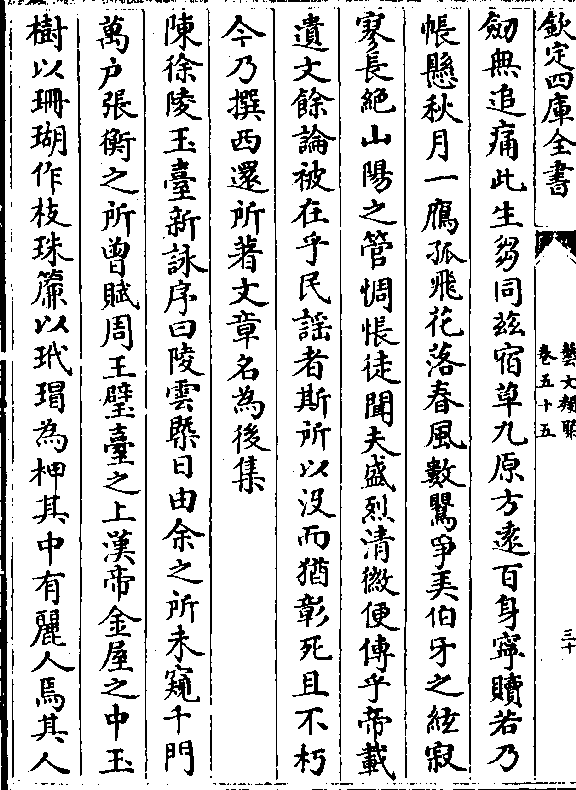 欽定四庫全書
藝文類聚
卷五十五
三十
劒無追痛此生芻同兹宿草九原方逺百身寧贖若乃
帳懸秋月一鴈孤飛花落春風數鸎爭美伯牙之絃寂
寥長絶山陽之管惆悵徒聞夫盛烈清徽便傳乎帝載
遺文餘論被在乎民謡者斯所以没而猶彰死且不朽
今乃撰西還所著文章名為後集
陳徐陵玉臺新詠序曰陵雲槩日由余之所未窺千門
萬户張衡之所曾賦周王璧臺之上漢帝金屋之中玉
樹以珊瑚作枝珠簾以玳瑁為柙其中有麗人焉其人